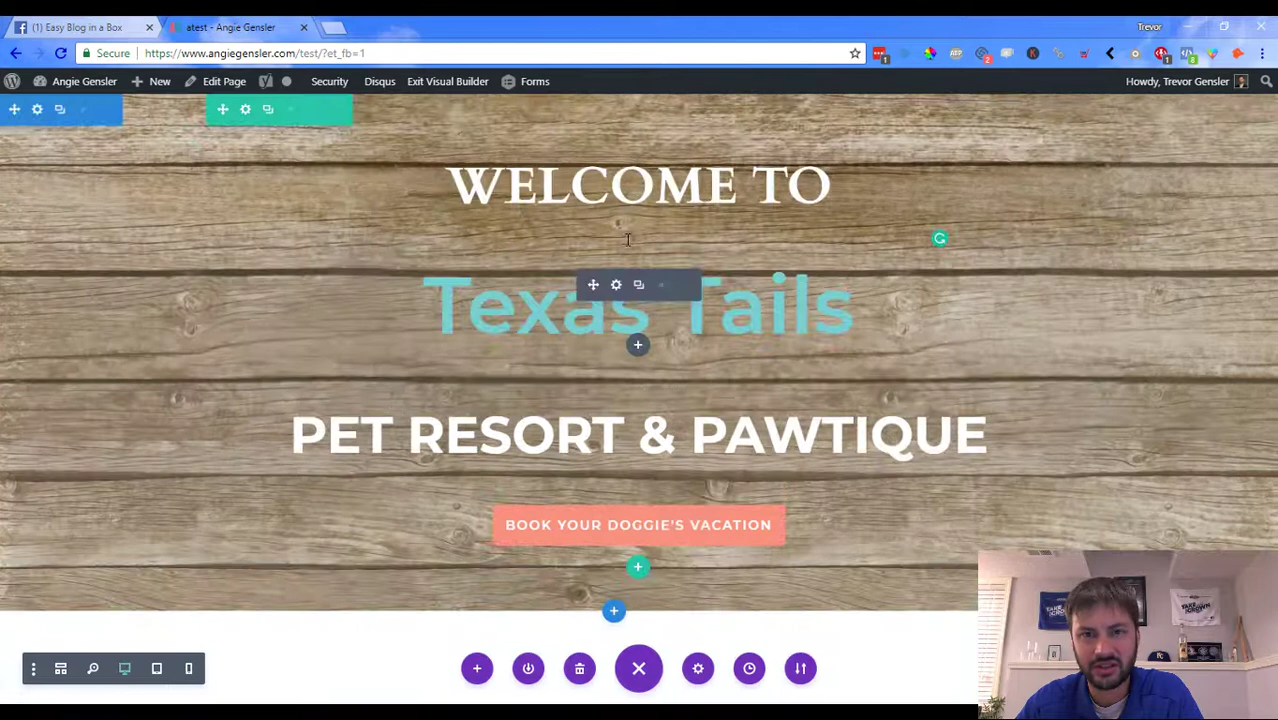 (1) Easy Blog in a Box
atest - Angie Gensler
Trevor
Secure
https://www.angiegensler.com/test/?et_fb=1
Angie Gensler
New
Edit Page
Security
Disqus
Exit Visual Builder
Forms
Howdy, Trevor Gensler
WELCOME TO
Texas Tails
PET RESORT & PAWTIQUE
BOOK YOUR DOGGIE'S VACATION